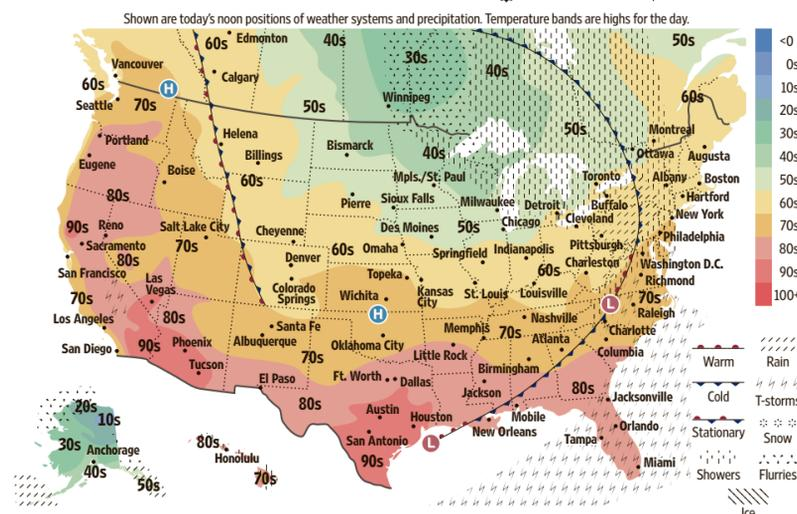 Shown are today's noon positions of weather systems and precipitation. Temperature bands are highs for the day.
60s
Edmonton
40s
30s
50s
<0
Vancouver
Calgary
40s
0s
60s
H
10s
Seattle
70s
50s
Winnipeg
60s
20s
Portland
Helena
Bismarck
50s
Montreal
30s
Eugene
Boise
Billings
40s
Ottawa
Augusta
40s
60s
Mpls./St. Paul
Toronto
Albany
Boston
50s
80s
Pierre
Sioux Falls
Milwaukee
Detroit
Buffalo
Hartford
60s
90s
Reno
Salt Lake City
Cheyenne
Des Moines
50s
Chicago
Cleveland
New York
70s
Sacramento
70s
60s
Omaha
Indianapolis
Pittsburgh
Philadelphia
80s
80s
Denver
Springfield
60s
Charleston
Washington D.C.
90s
San Francisco
Las
Vegas
Colorado
Springs
Topeka
Kansas
City
St. Louis
Louisville
Richmond
100+
70s
Wichita
L
70s
Los Angeles
80s
Santa Fe
H
Nashville
Raleigh
San Diego
90s
Phoenix
Albuquerque
Oklahoma City
Memphis
70s
Atlanta
Charlotte
Tucson
70s
Little Rock
Columbia
Warm
Rain
El Paso
Ft. Worth
Dallas
Birmingham
80s
Jackson
80s
Jacksonville
Cold
T-storms
20s
10s
Austin
Houston
Mobile
New Orleans
Orlando
Stationary
Snow
30s
Anchorage
80s
Honolulu
San Antonio
L
Tampa
40s
50s
70s
90s
Miami
Showers
Flurries
Ice